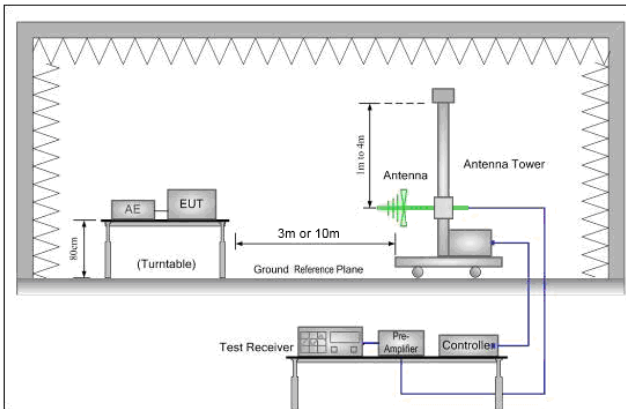 1m to 4m
Antenna
Antenna Tower
AE
EUT
3m or 10m
80cm
(Turntable)
Ground Reference Plane
Test Receiver
Pre-
Amplifier
Controlle